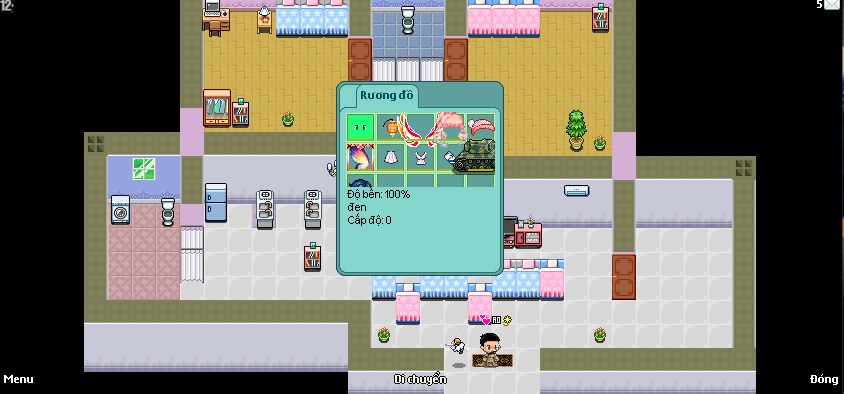 12
5
Rương đồ
Độ bền: 100%
đen
Cấp độ: 0
Menu
Di chuyển
Đóng